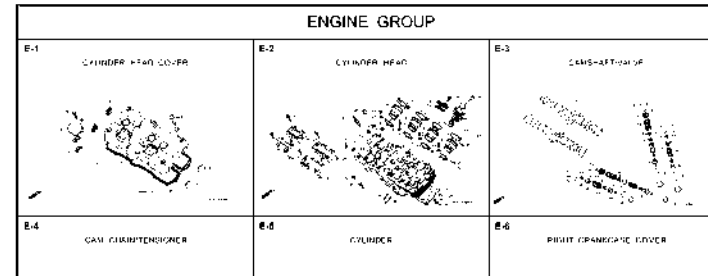 ENGINE GROUP
E-1
CYLINDER HEAD COVER
E-2
CYLINDER HEAD
E-3
CAMSHAFT/VALVE
E-4
CAM CHAIN/TENSIONER
E-5
CYLINDER
E-6
RIGHT CRANKCASE COVER